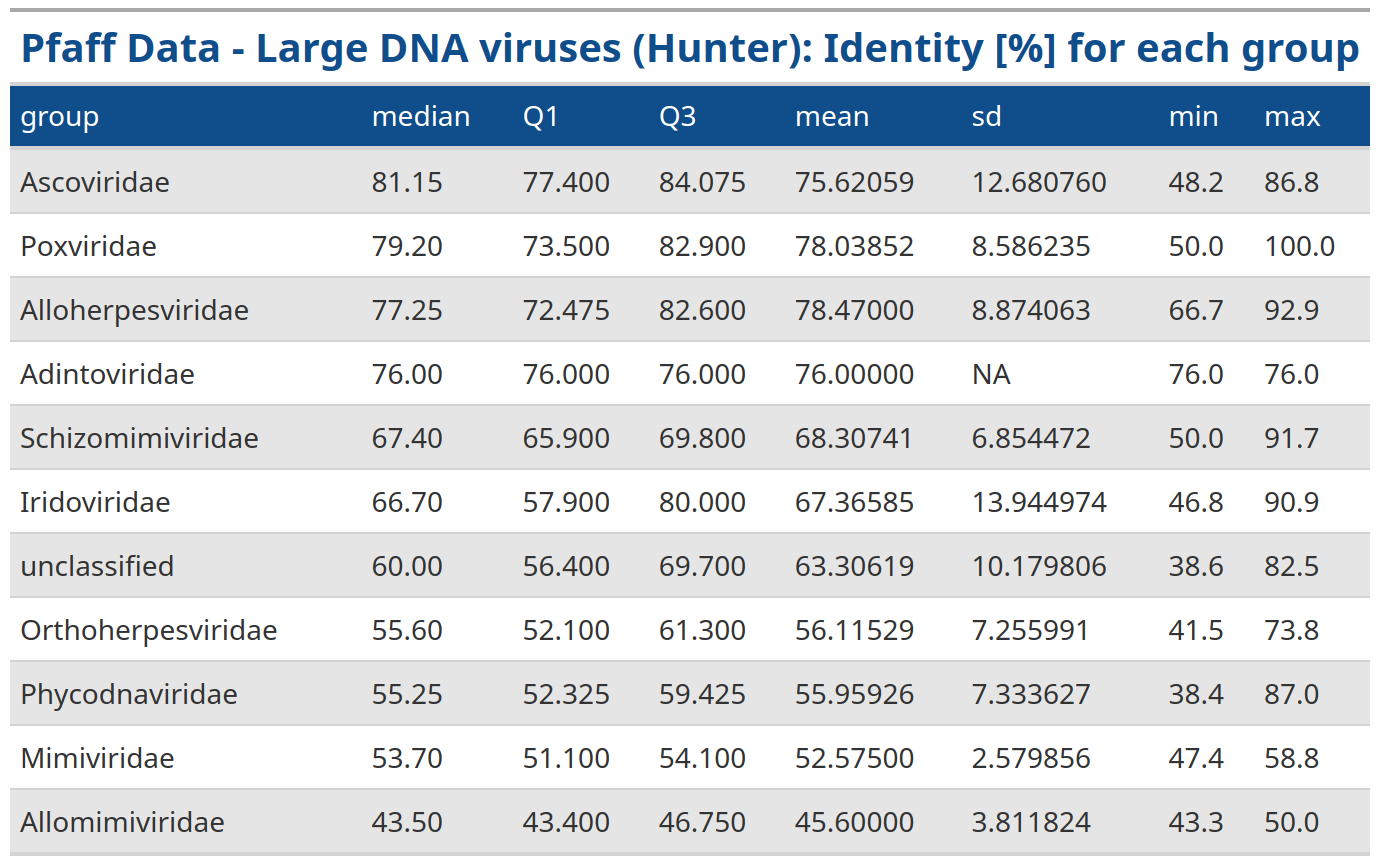 Pfaff Data - Large DNA viruses (Hunter): Identity [%] for each group
group median Q1 Q3 mean sd min max
Ascoviridae 81.15 77.400 84.075 75.62059 12.680760 48.2 86.8
Poxviridae 79.20 73.500 82.900 78.03852 8.586235 50.0 100.0
Alloherpesviridae 77.25 72.475 82.600 78.47000 8.874063 66.7 92.9
Adintoviridae 76.00 76.000 76.000 76.00000 NA 76.0 76.0
Schizomimiviridae 67.40 65.900 69.800 68.30741 6.854472 50.0 91.7
Iridoviridae 66.70 57.900 80.000 67.36585 13.944974 46.8 90.9
unclassified 60.00 56.400 69.700 63.30619 10.179806 38.6 82.5
Orthoherpesviridae 55.60 52.100 61.300 56.11529 7.255991 41.5 73.8
Phycodnaviridae 55.25 52.325 59.425 55.95926 7.333627 38.4 87.0
Mimiviridae 53.70 51.100 54.100 52.57500 2.579856 47.4 58.8
Allomimiviridae 43.50 43.400 46.750 45.60000 3.811824 43.3 50.0